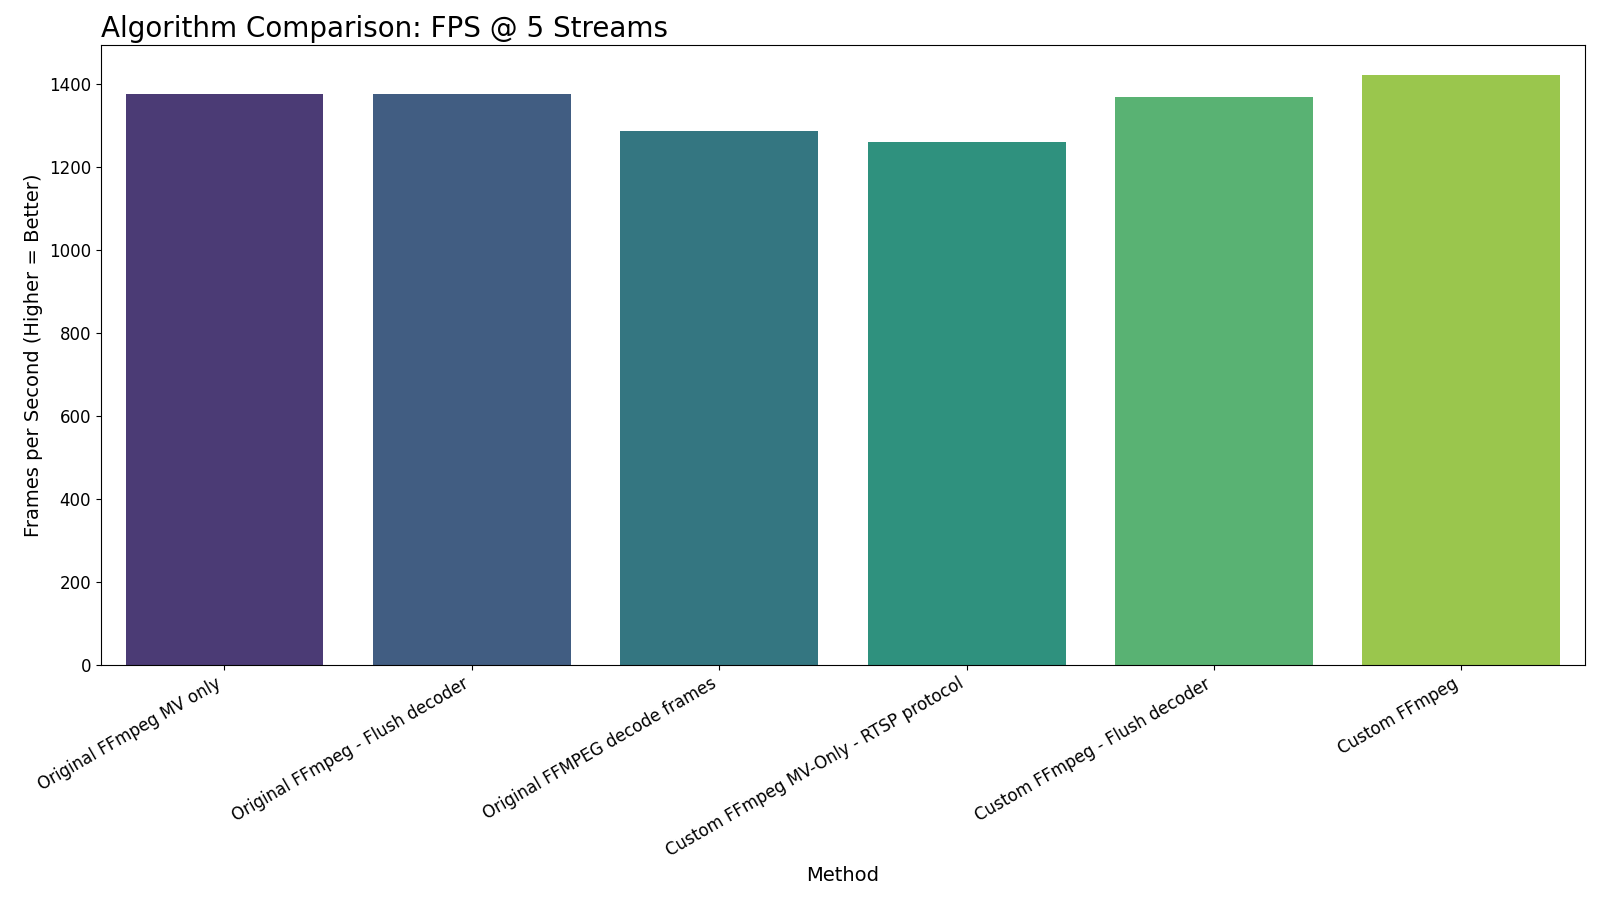 Algorithm Comparison: FPS @ 5 Streams
Frames per Second (Higher = Better)
1400
1200
1000
800
600
400
200
0
Original FFmpeg MV only
Original FFmpeg - Flush decoder
Original FFMPEG decode frames
Custom FFmpeg MV-Only - RTSP protocol
Custom FFmpeg - Flush decoder
Custom FFmpeg
Method